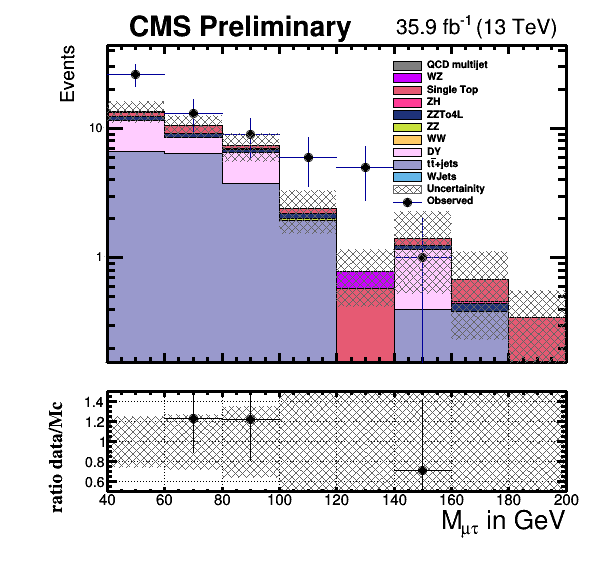 CMS Preliminary 35.9 fb⁻¹ (13 TeV)
Events
10
1
QCD multijet
WZ
Single Top
ZH
ZZTo4L
ZZ
WW
DY
tt̄+jets
WJets
Uncertainity
Observed
ratio data/Mc
1.4
1.2
1
0.8
0.6
40 60 80 100 120 140 160 180 200
M_μτ in GeV